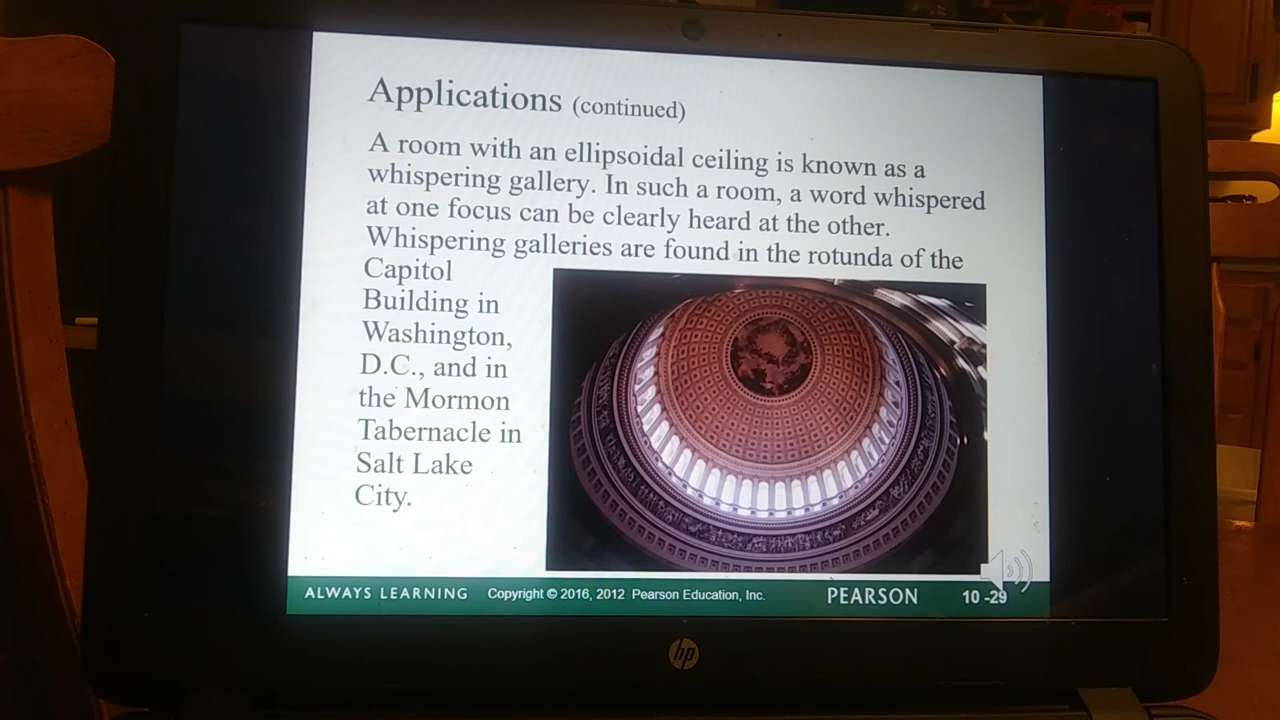 Applications (continued)
A room with an ellipsoidal ceiling is known as a
whispering gallery. In such a room, a word whispered
at one focus can be clearly heard at the other.
Whispering galleries are found in the rotunda of the
Capitol
Building in
Washington,
D.C., and in
the Mormon
Tabernacle in
Salt Lake
City.
ALWAYS LEARNING Copyright © 2016, 2012 Pearson Education, Inc. PEARSON 10 -29
hp